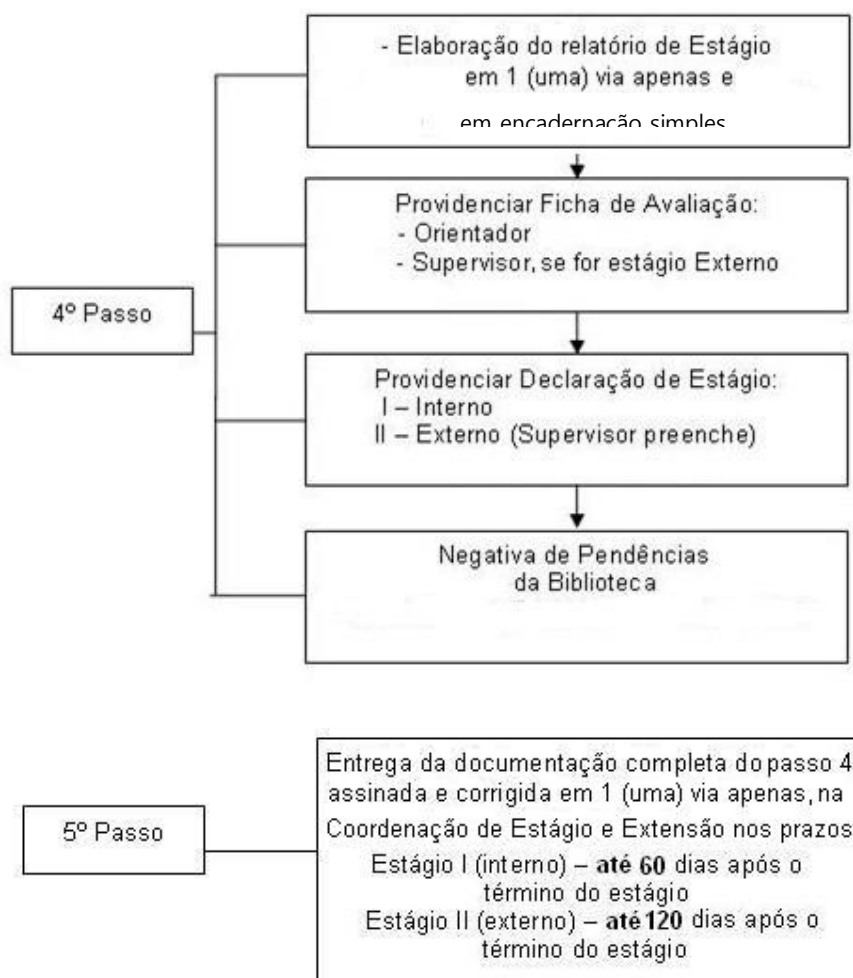 - Elaboração do relatório de Estágio
em 1 (uma) via apenas e
em encadernação simples
Providenciar Ficha de Avaliação:
- Orientador
- Supervisor, se for estágio Externo
4º Passo
Providenciar Declaração de Estágio:
I – Interno
II – Externo (Supervisor preenche)
Negativa de Pendências
da Biblioteca
5º Passo
Entrega da documentação completa do passo 4
assinada e corrigida em 1 (uma) via apenas, na
Coordenação de Estágio e Extensão nos prazos
Estágio I (interno) – até 60 dias após o
término do estágio
Estágio II (externo) – até 120 dias após o
término do estágio